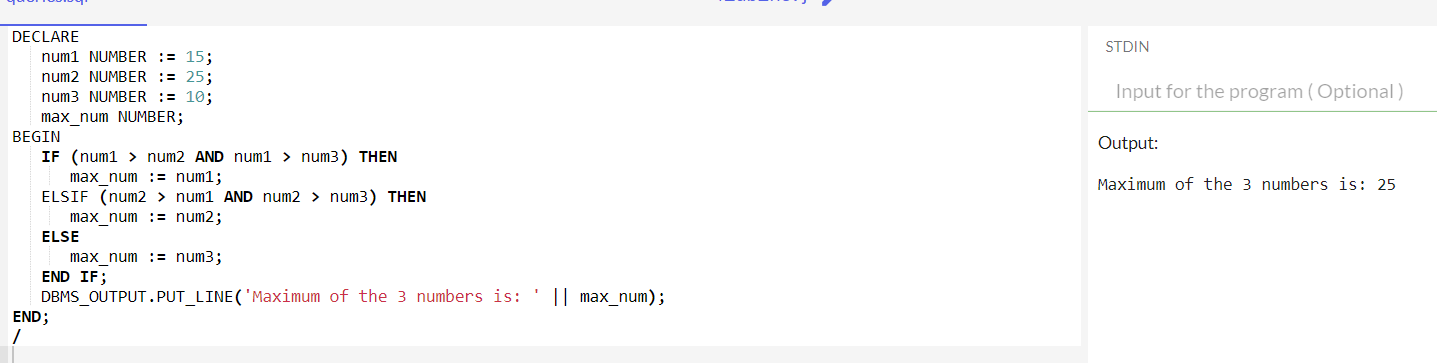 DECLARE
num1 NUMBER := 15;
num2 NUMBER := 25;
num3 NUMBER := 10;
max_num NUMBER;
BEGIN
IF (num1 > num2 AND num1 > num3) THEN
max_num := num1;
ELSIF (num2 > num1 AND num2 > num3) THEN
max_num := num2;
ELSE
max_num := num3;
END IF;
DBMS_OUTPUT.PUT_LINE('Maximum of the 3 numbers is: ' || max_num);
END;
/
STDIN
Input for the program ( Optional )
Output:
Maximum of the 3 numbers is: 25